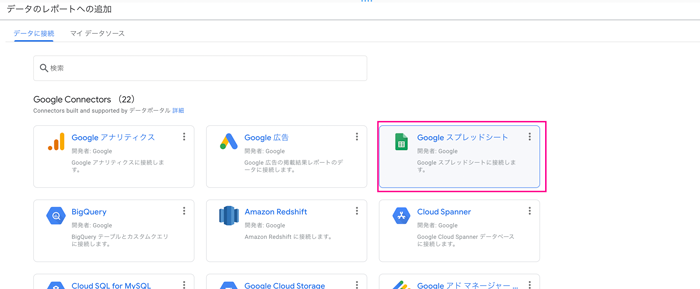 データのレポートへの追加
データに接続 マイ データソース
検索
Google Connectors （22）
Connectors built and supported by データポータル 詳細
Google アナリティクス
開発者: Google
Google アナリティクスに接続しま
す。
Google 広告
開発者: Google
Google 広告の掲載結果レポートのデ
ータに接続します。
Google スプレッドシート
開発者: Google
Google スプレッドシートに接続しま
す。
BigQuery
開発者: Google
BigQuery テーブルとカスタムクエリ
に接続します。
Amazon Redshift
開発者: Google
Amazon Redshift に接続します。
Cloud Spanner
開発者: Google
Google Cloud Spanner データベース
に接続します。
Cloud SQL for MySQL
Google Cloud Storage
Google アド マネージャー ...